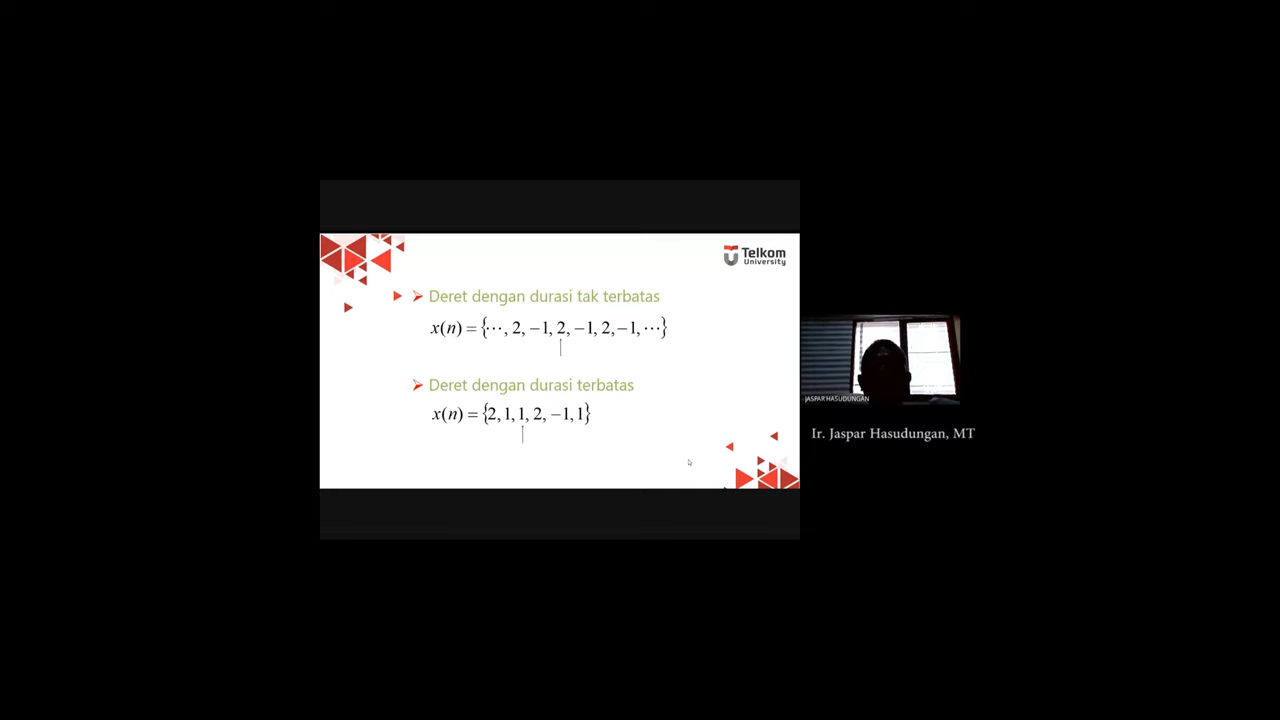 Telkom
University
Deret dengan durasi tak terbatas
x(n) = {⋯, 2, −1, 2, −1, 2, −1, ⋯}
Deret dengan durasi terbatas
x(n) = {2, 1, 1, 2, −1, 1}
JASPAR HASUDUNGAN
Ir. Jaspar Hasudungan, MT